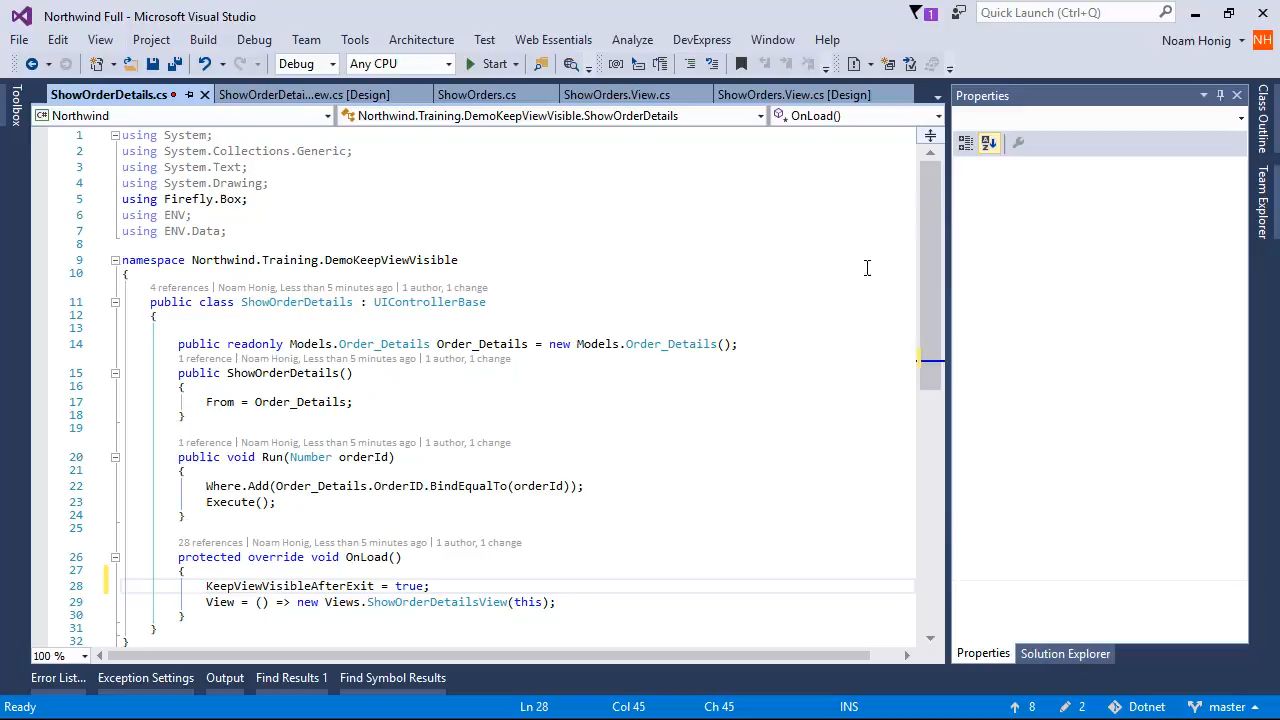 Northwind Full - Microsoft Visual Studio
1
Quick Launch (Ctrl+Q)
File Edit View Project Build Debug Team Tools Architecture Test Web Essentials Analyze DevExpress Window Help
Noam Honig
NH
Debug
Any CPU
Start
ShowOrderDetails.cs
ShowOrderDetai...ew.cs [Design]
ShowOrders.cs
ShowOrders.View.cs
ShowOrders.View.cs [Design]
Properties
Toolbox
Class Outline
Team Explorer
C#
Northwind
Northwind.Training.DemoKeepViewVisible.ShowOrderDetails
OnLoad()
1 using System;
2 using System.Collections.Generic;
3 using System.Text;
4 using System.Drawing;
5 using Firefly.Box;
6 using ENV;
7 using ENV.Data;
8
9 namespace Northwind.Training.DemoKeepViewVisible
10 {
4 references | Noam Honig, Less than 5 minutes ago | 1 author, 1 change
11 public class ShowOrderDetails : UIControllerBase
12 {
13
14 public readonly Models.Order_Details Order_Details = new Models.Order_Details();
1 reference | Noam Honig, Less than 5 minutes ago | 1 author, 1 change
15 public ShowOrderDetails()
16 {
17 From = Order_Details;
18 }
19
1 reference | Noam Honig, Less than 5 minutes ago | 1 author, 1 change
20 public void Run(Number orderId)
21 {
22 Where.Add(Order_Details.OrderID.BindEqualTo(orderId));
23 Execute();
24 }
25
28 references | Noam Honig, Less than 5 minutes ago | 1 author, 1 change
26 protected override void OnLoad()
27 {
28 KeepViewVisibleAfterExit = true;
29 View = () => new Views.ShowOrderDetailsView(this);
30 }
31 }
32 }
100 %
Properties
Solution Explorer
Error List...
Exception Settings
Output
Find Results 1
Find Symbol Results
Ready
Ln 28
Col 45
Ch 45
INS
8
2
Dotnet
master